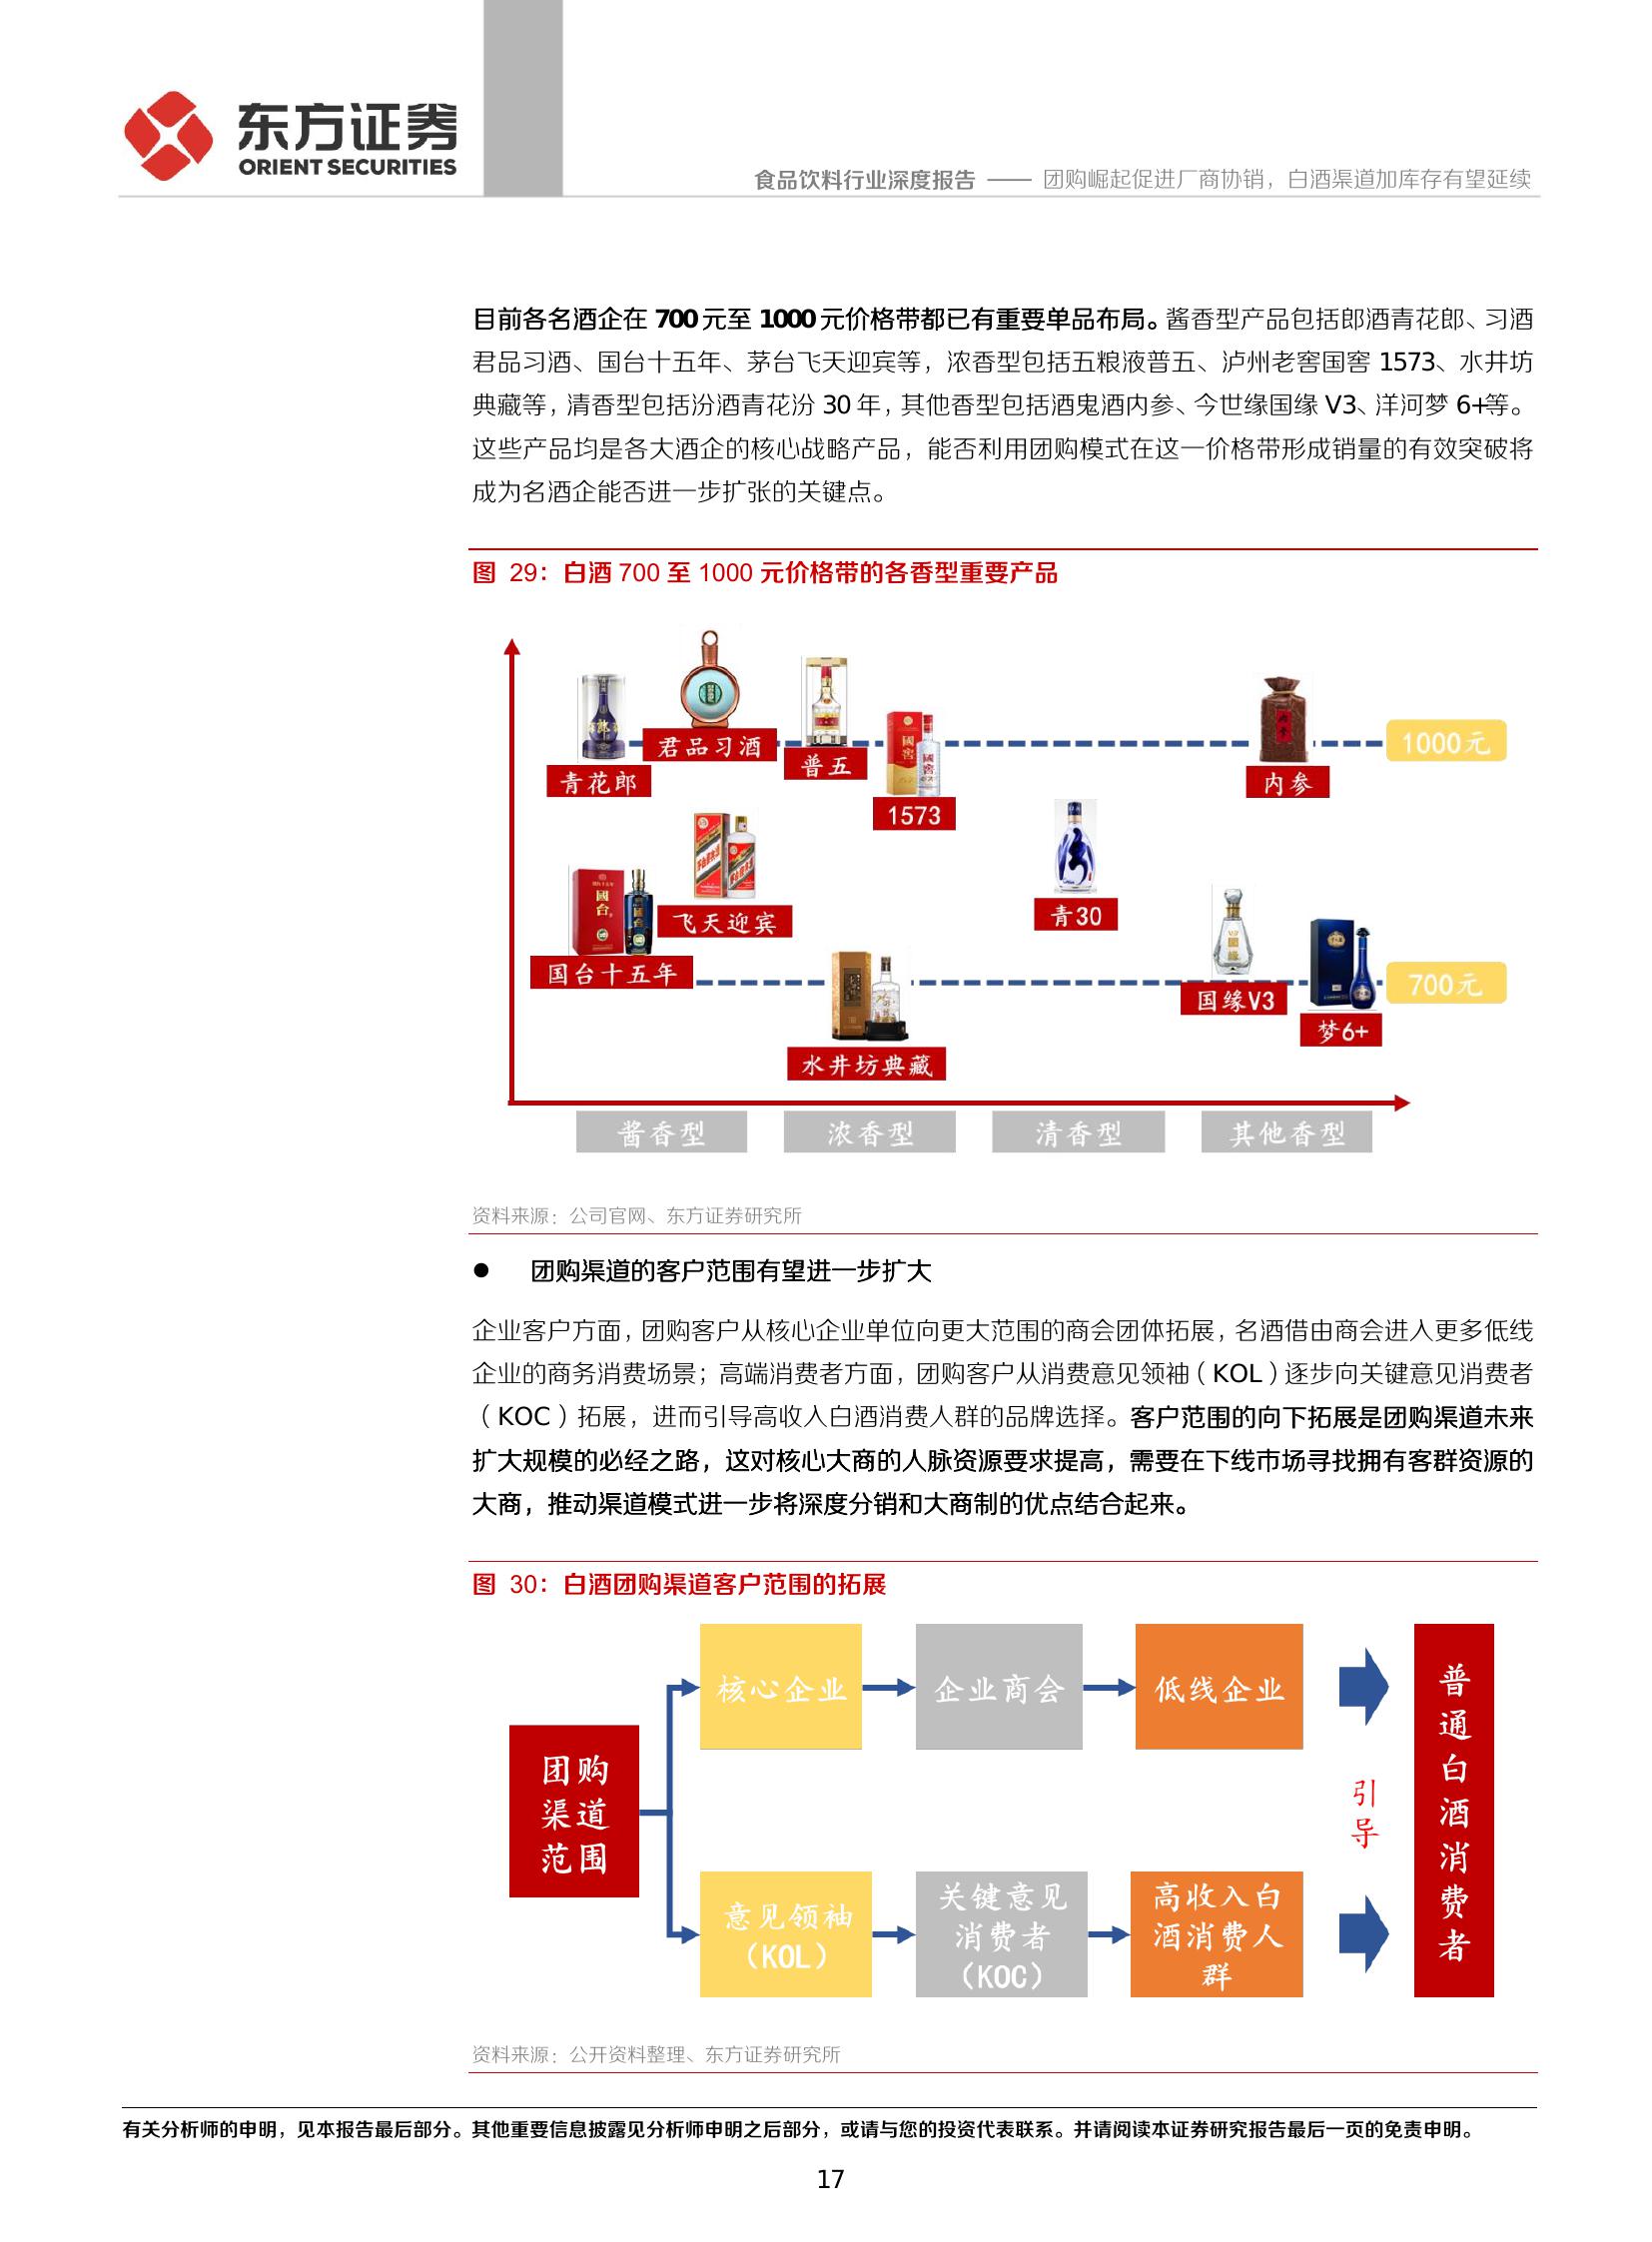 东方证券
ORIENT SECURITIES
食品饮料行业深度报告 —— 团购崛起促进厂商协销，白酒渠道加库存有望延续
目前各名酒企在 700 元至 1000 元价格带都已有重要单品布局。酱香型产品包括郎酒青花郎、习酒
君品习酒、国台十五年、茅台飞天迎宾等，浓香型包括五粮液普五、泸州老窖国窖 1573、水井坊
典藏等，清香型包括汾酒青花汾 30 年，其他香型包括酒鬼酒内参、今世缘国缘 V3、洋河梦 6+等。
这些产品均是各大酒企的核心战略产品，能否利用团购模式在这一价格带形成销量的有效突破将
成为名酒企能否进一步扩张的关键点。
图 29：白酒 700 至 1000 元价格带的各香型重要产品
1000元
君品习酒
普五
青花郎
内参
1573
青30
飞天迎宾
国台十五年
700元
国缘V3
梦6+
水井坊典藏
酱香型
浓香型
清香型
其他香型
资料来源：公司官网、东方证券研究所
● 团购渠道的客户范围有望进一步扩大
企业客户方面，团购客户从核心企业单位向更大范围的商会团体拓展，名酒借由商会进入更多低线
企业的商务消费场景；高端消费者方面，团购客户从消费意见领袖（KOL）逐步向关键意见消费者
（KOC）拓展，进而引导高收入白酒消费人群的品牌选择。客户范围的向下拓展是团购渠道未来
扩大规模的必经之路，这对核心大商的人脉资源要求提高，需要在下线市场寻找拥有客群资源的
大商，推动渠道模式进一步将深度分销和大商制的优点结合起来。
图 30：白酒团购渠道客户范围的拓展
团购
渠道
范围
核心企业
企业商会
低线企业
意见领袖
（KOL）
关键意见
消费者
（KOC）
高收入白
酒消费人
群
引
导
普
通
白
酒
消
费
者
资料来源：公开资料整理、东方证券研究所
有关分析师的申明，见本报告最后部分。其他重要信息披露见分析师申明之后部分，或请与您的投资代表联系。并请阅读本证券研究报告最后一页的免责申明。
17